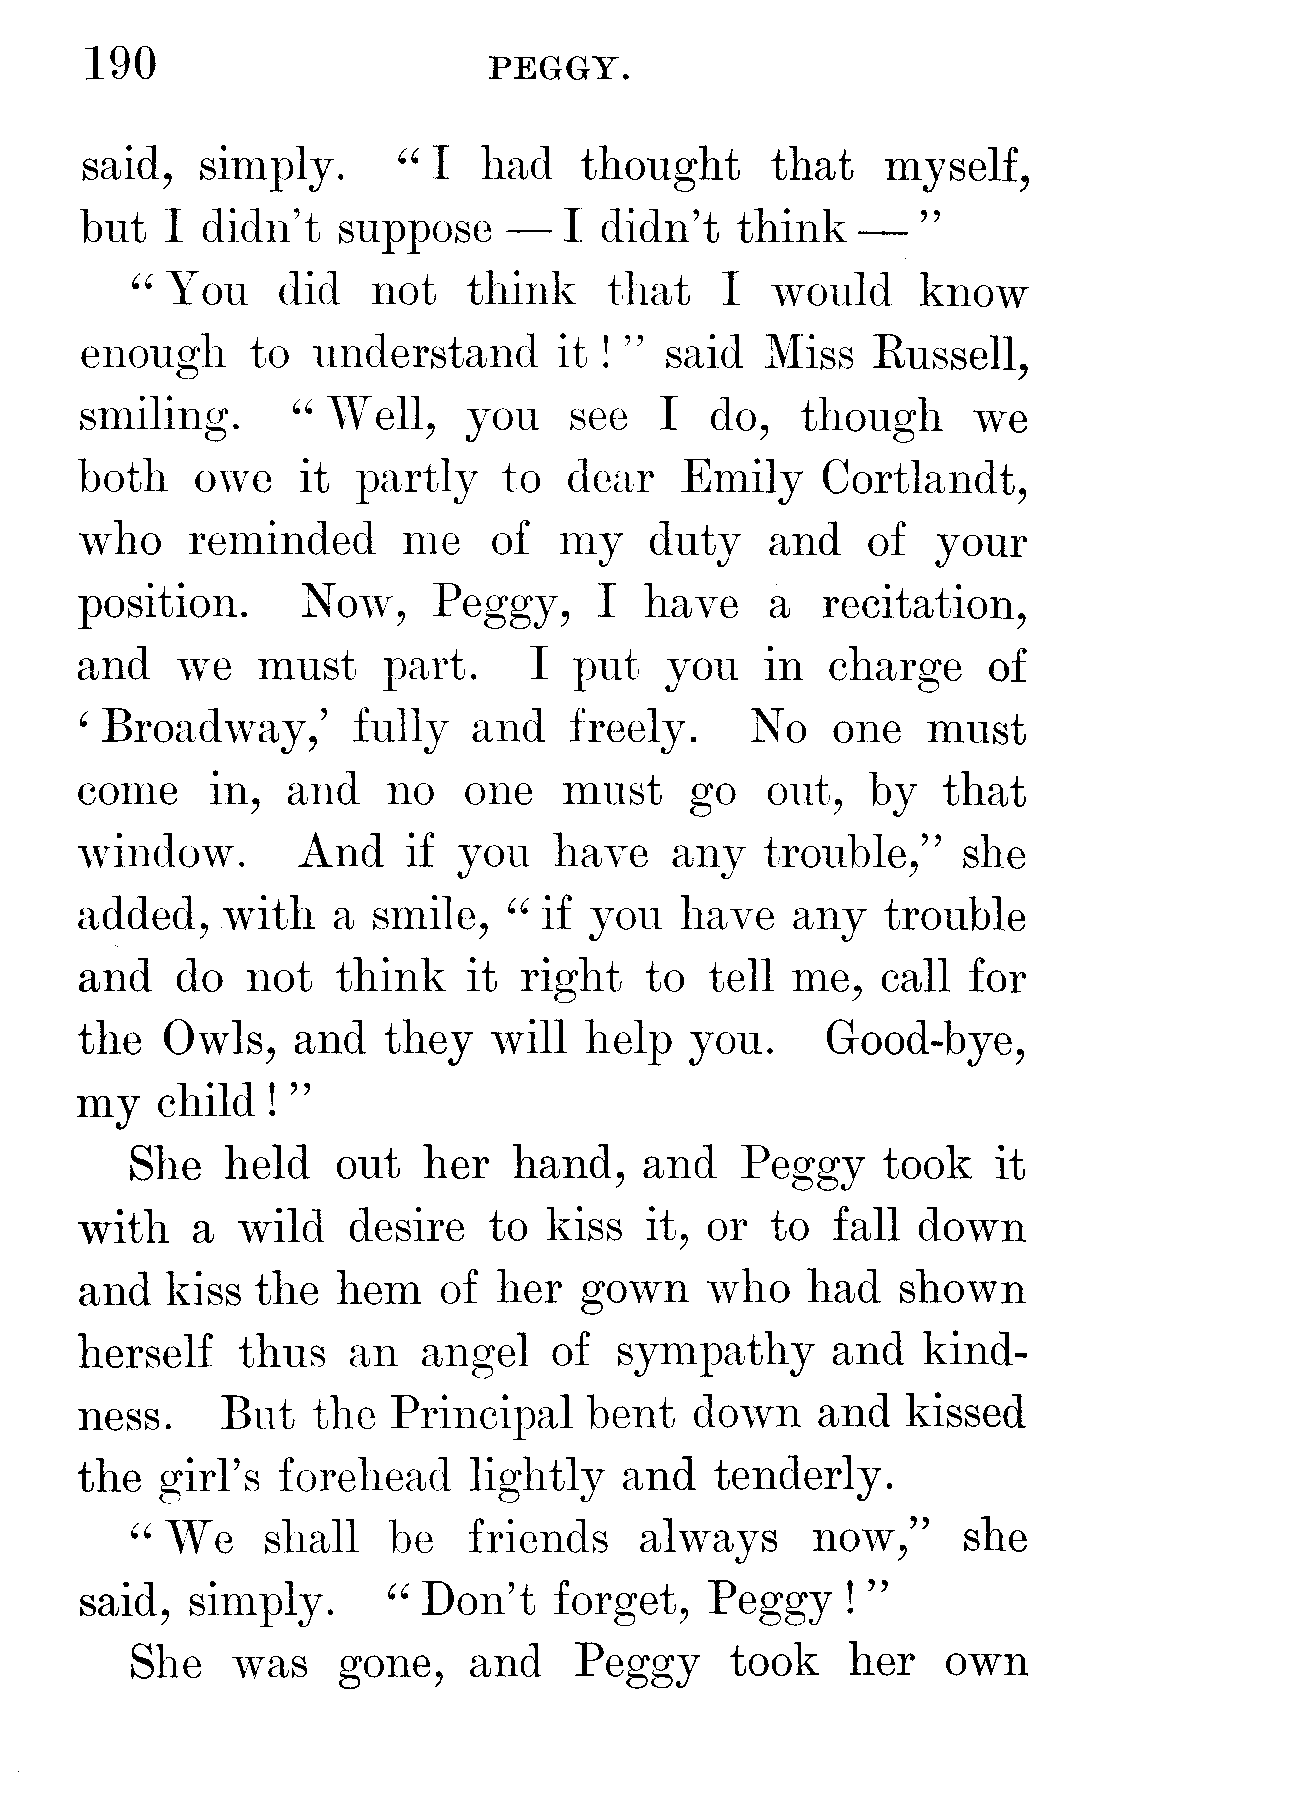 190 PEGGY.
said, simply. “ I had thought that myself,
but I didn’t suppose — I didn’t think — ”
“ You did not think that I would know
enough to understand it ! ” said Miss Russell,
smiling. “ Well, you see I do, though we
both owe it partly to dear Emily Cortlandt,
who reminded me of my duty and of your
position. Now, Peggy, I have a recitation,
and we must part. I put you in charge of
‘ Broadway,’ fully and freely. No one must
come in, and no one must go out, by that
window. And if you have any trouble,” she
added, with a smile, “ if you have any trouble
and do not think it right to tell me, call for
the Owls, and they will help you. Good-bye,
my child ! ”
She held out her hand, and Peggy took it
with a wild desire to kiss it, or to fall down
and kiss the hem of her gown who had shown
herself thus an angel of sympathy and kind-
ness. But the Principal bent down and kissed
the girl’s forehead lightly and tenderly.
“ We shall be friends always now,” she
said, simply. “ Don’t forget, Peggy ! ”
She was gone, and Peggy took her own